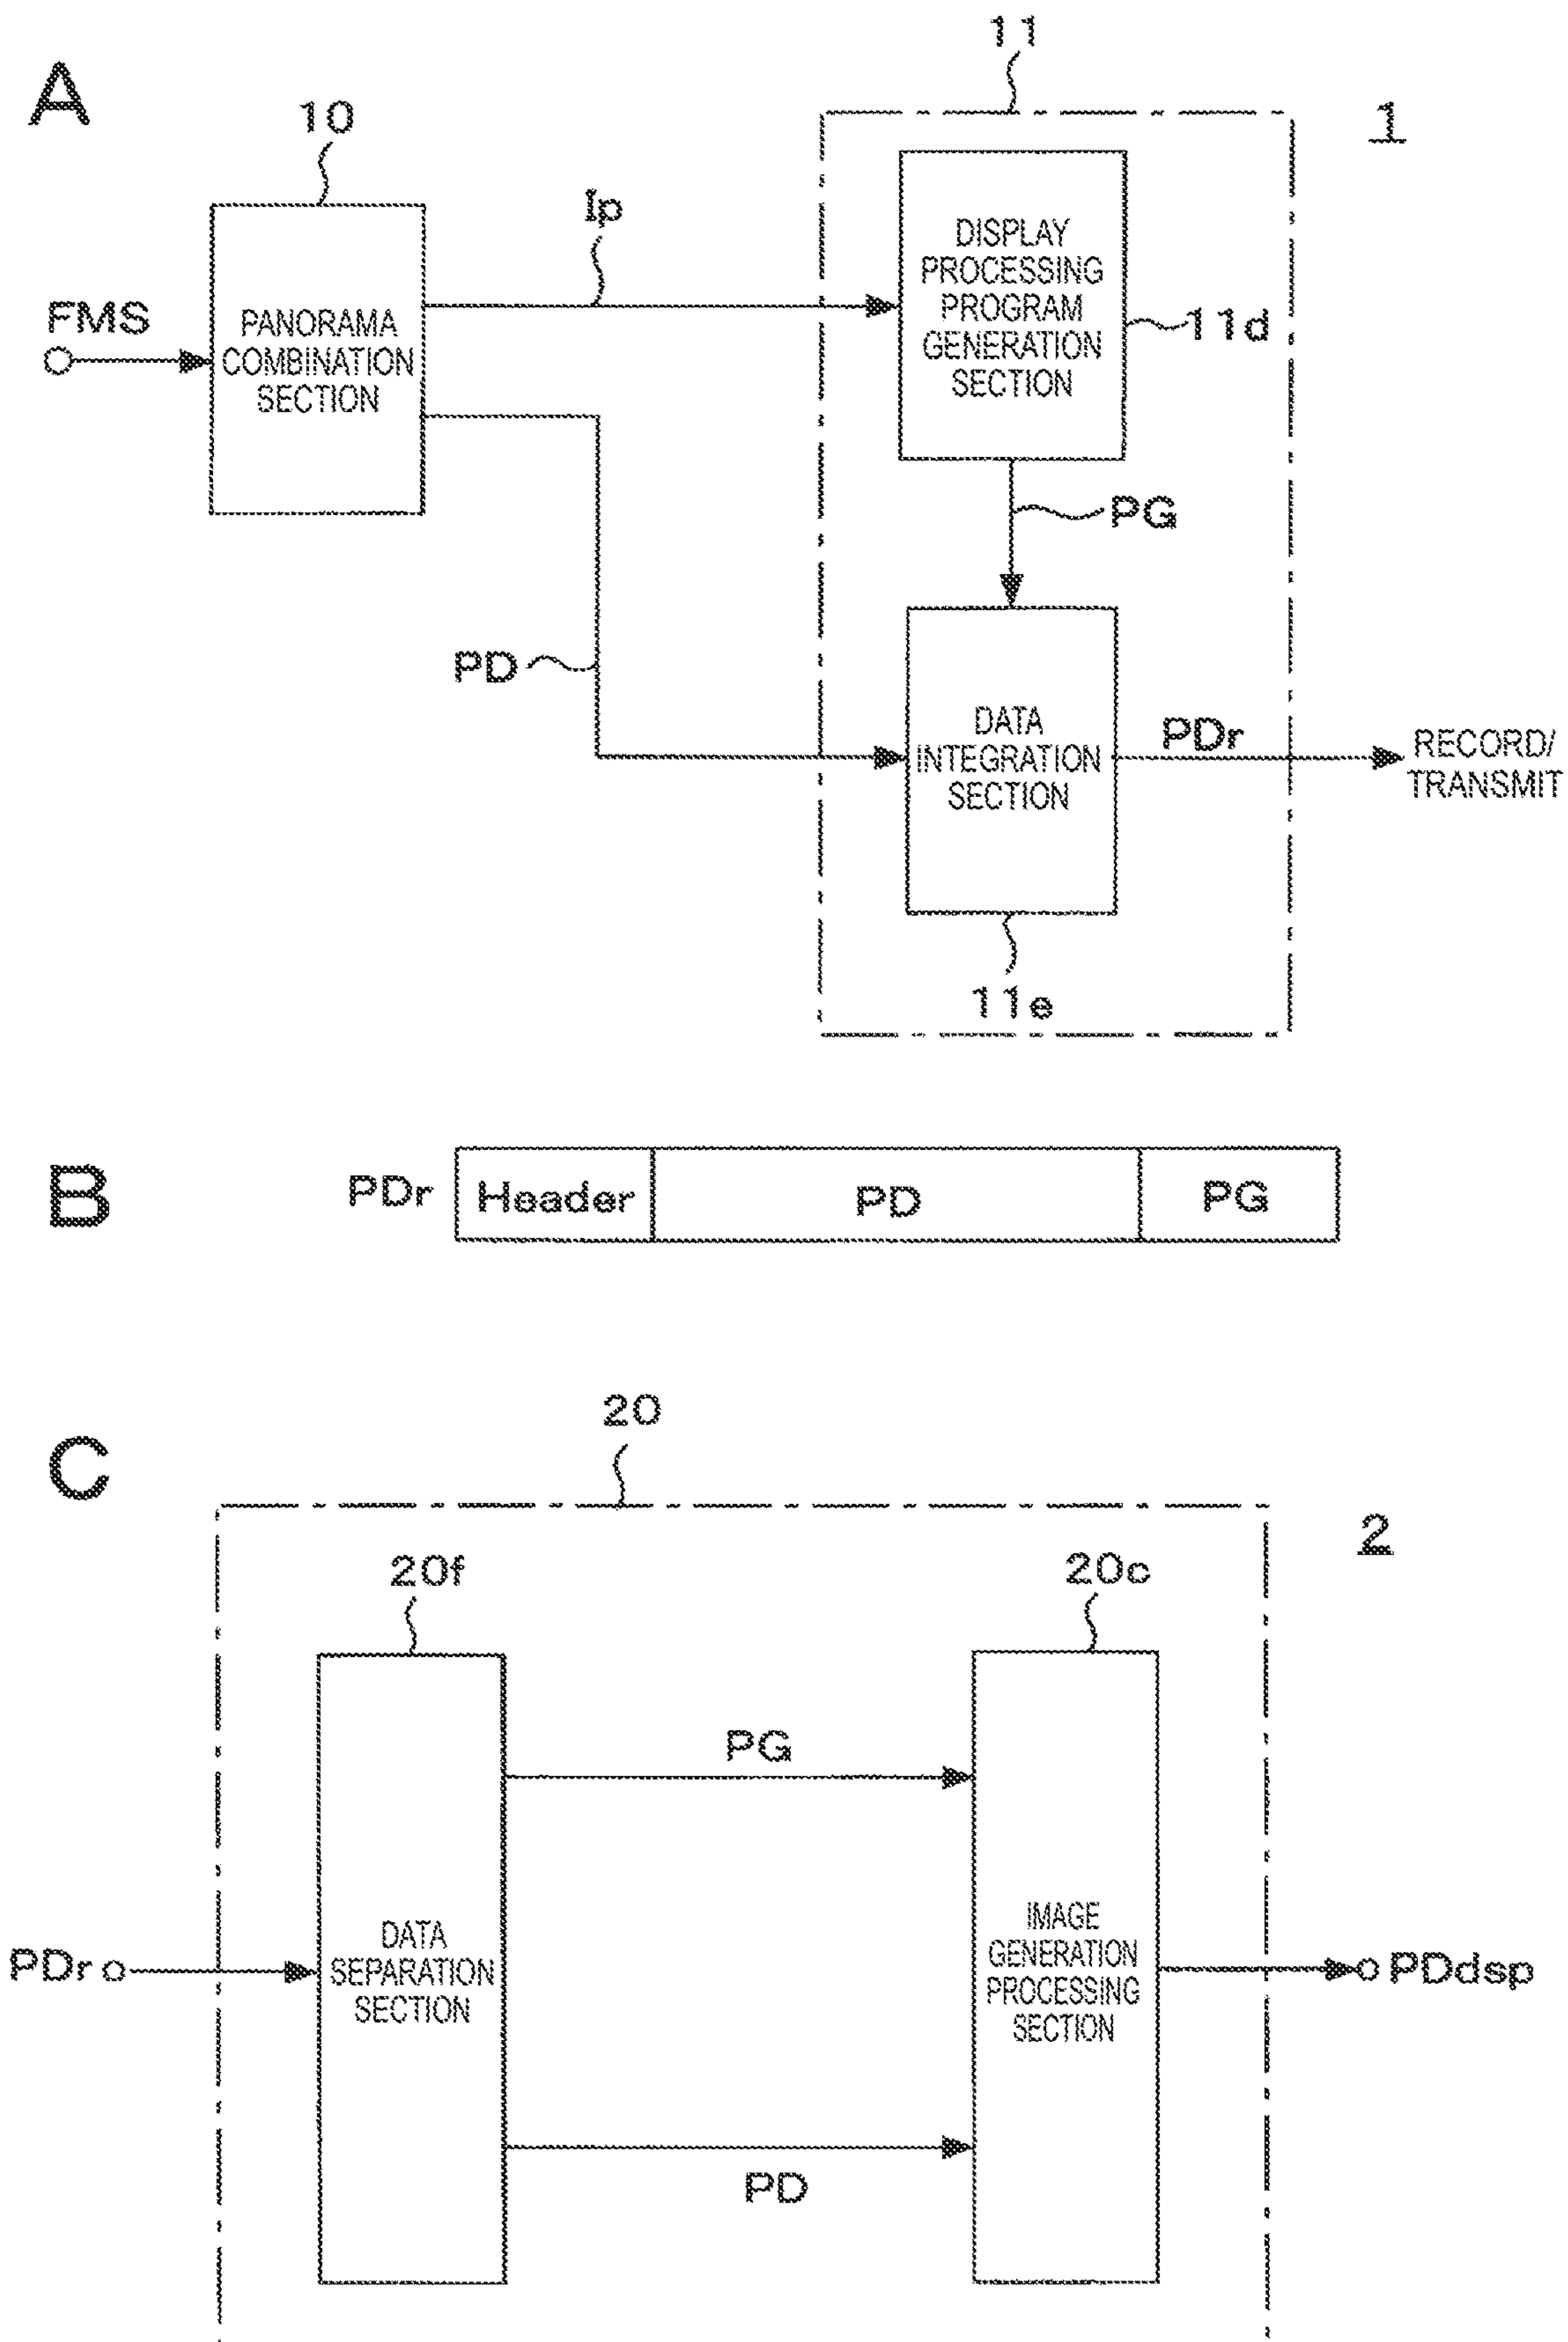 11
A
10
1
Ip
DISPLAY
PROCESSING
PROGRAM
GENERATION
SECTION
FMS
PANORAMA
COMBINATION
SECTION
11d
PG
PD
DATA
INTEGRATION
SECTION
PDr
RECORD/
TRANSMIT
11e
B
PDr
Header
PD
PG
20
C
2
20f
20c
PG
DATA
SEPARATION
SECTION
IMAGE
GENERATION
PROCESSING
SECTION
PDr
PDdsp
PD